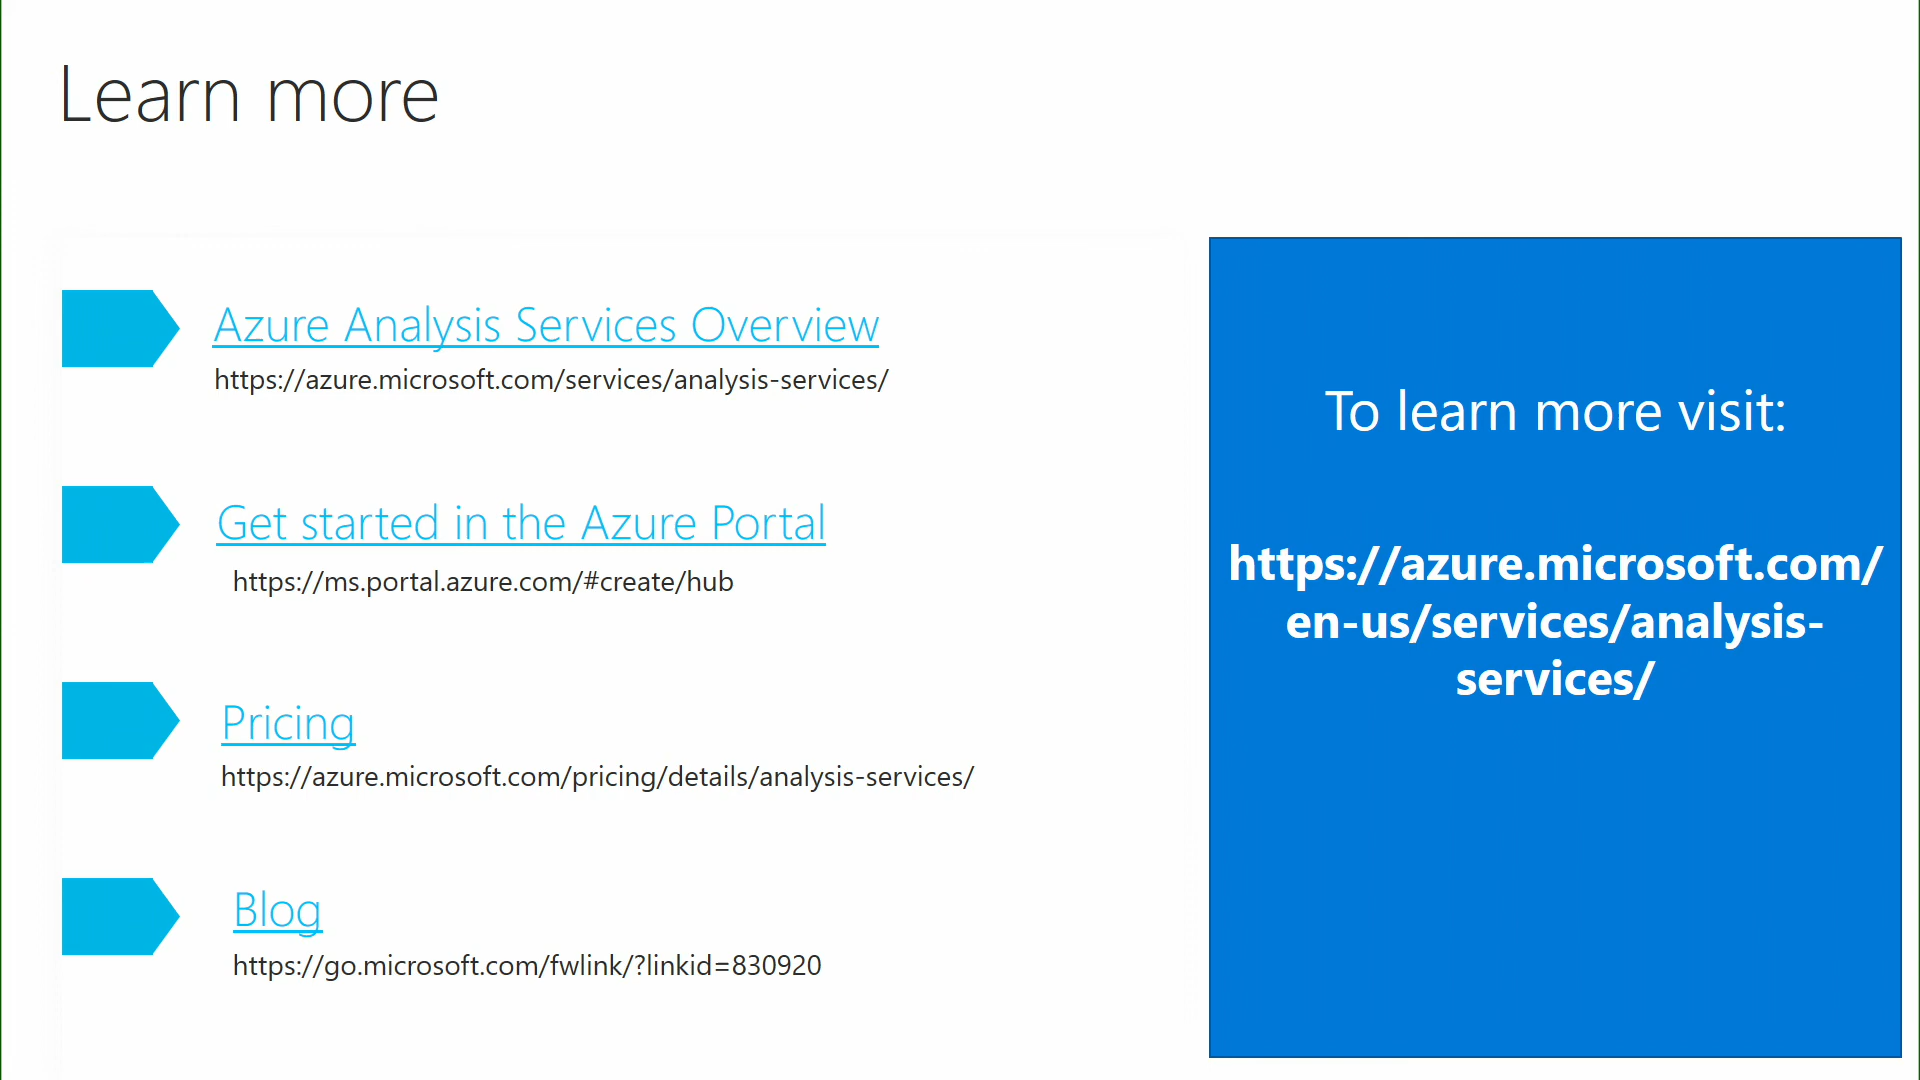 Learn more
Azure Analysis Services Overview
https://azure.microsoft.com/services/analysis-services/
Get started in the Azure Portal
https://ms.portal.azure.com/#create/hub
Pricing
https://azure.microsoft.com/pricing/details/analysis-services/
Blog
https://go.microsoft.com/fwlink/?linkid=830920
To learn more visit:
https://azure.microsoft.com/
en-us/services/analysis-
services/